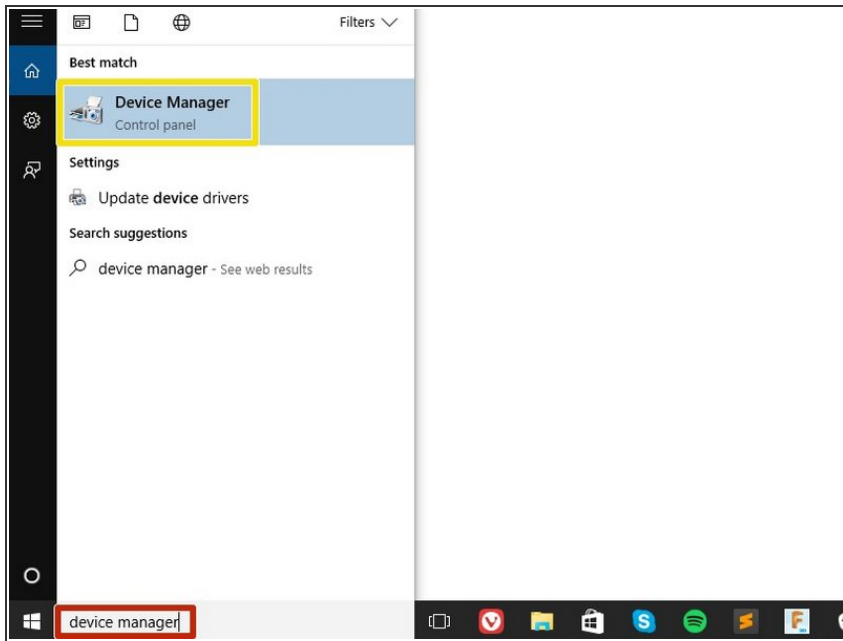 Filters
Best match
Device Manager
Control panel
Settings
Update device drivers
Search suggestions
device manager - See web results
device manager